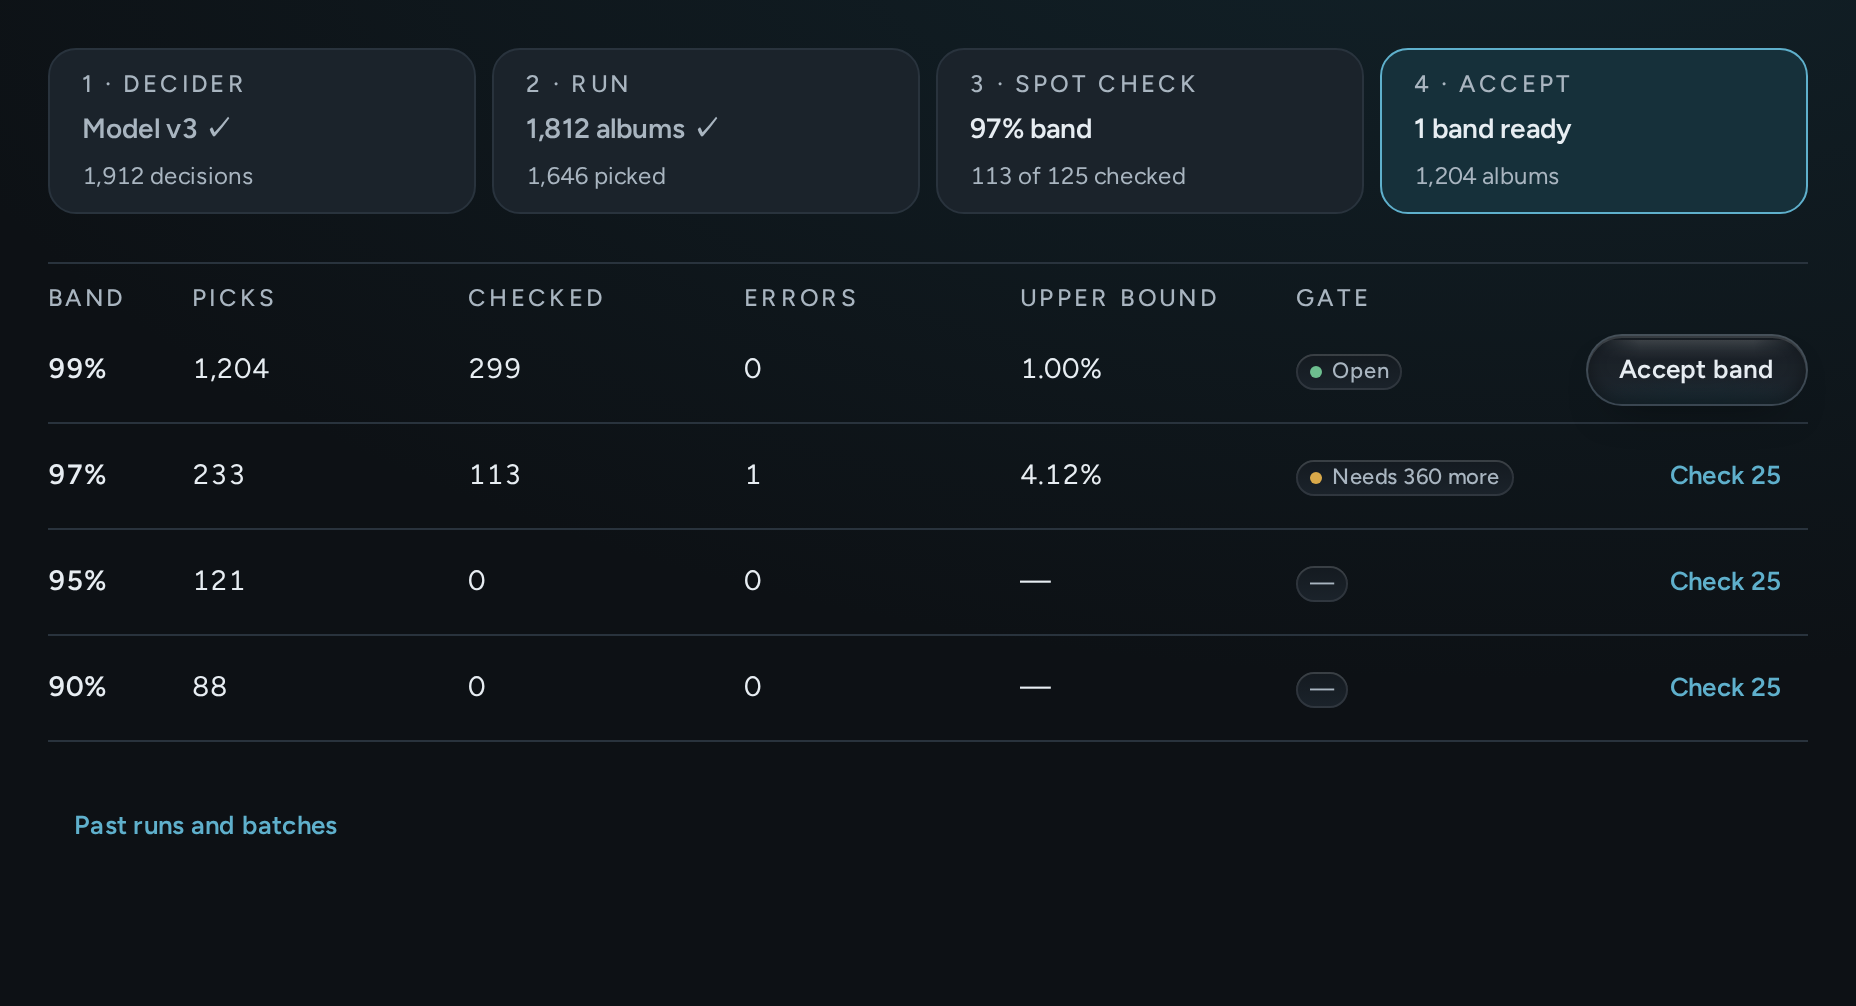 1 · DECIDER
Model v3 ✓
1,912 decisions
2 · RUN
1,812 albums ✓
1,646 picked
3 · SPOT CHECK
97% band
113 of 125 checked
4 · ACCEPT
1 band ready
1,204 albums
BAND PICKS CHECKED ERRORS UPPER BOUND GATE
99% 1,204 299 0 1.00% Open Accept band
97% 233 113 1 4.12% Needs 360 more Check 25
95% 121 0 0 — — Check 25
90% 88 0 0 — — Check 25
Past runs and batches